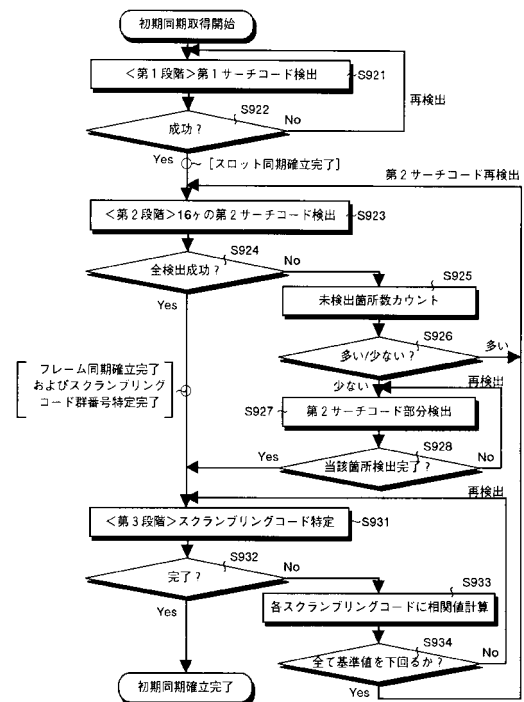 初期同期取得開始
＜第１段階＞第１サーチコード検出
S921
再検出
S922
成功？
No
Yes
[スロット同期確立完了]
第２サーチコード再検出
＜第２段階＞16ヶの第２サーチコード検出
S923
S924
全検出成功？
No
Yes
S925
未検出箇所数カウント
S926
多い/少ない？
多い
少ない
再検出
フレーム同期確立完了
およびスクランブリング
コード群番号特定完了
S927
第２サーチコード部分検出
S928
当該箇所検出完了？
Yes
No
再検出
＜第３段階＞スクランブリングコード特定
S931
S932
完了？
No
Yes
S933
各スクランブリングコードに相関値計算
S934
全て基準値を下回るか？
No
Yes
初期同期確立完了